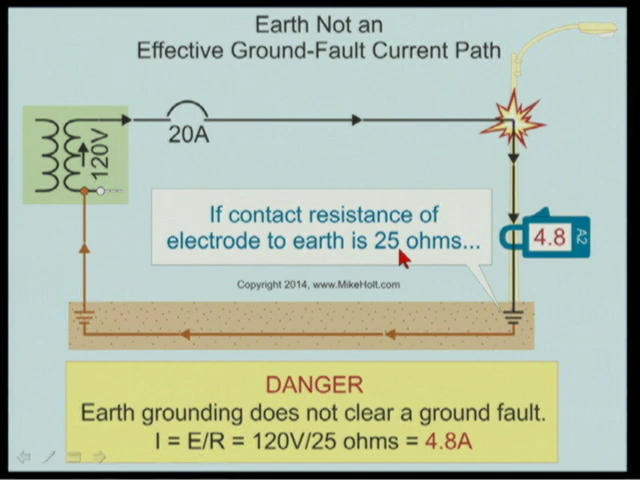 Earth Not an
Effective Ground-Fault Current Path
20A
120V
If contact resistance of
electrode to earth is 25 ohms...
4.8
A2
Copyright 2014, www.MikeHolt.com
DANGER
Earth grounding does not clear a ground fault.
I = E/R = 120V/25 ohms = 4.8A